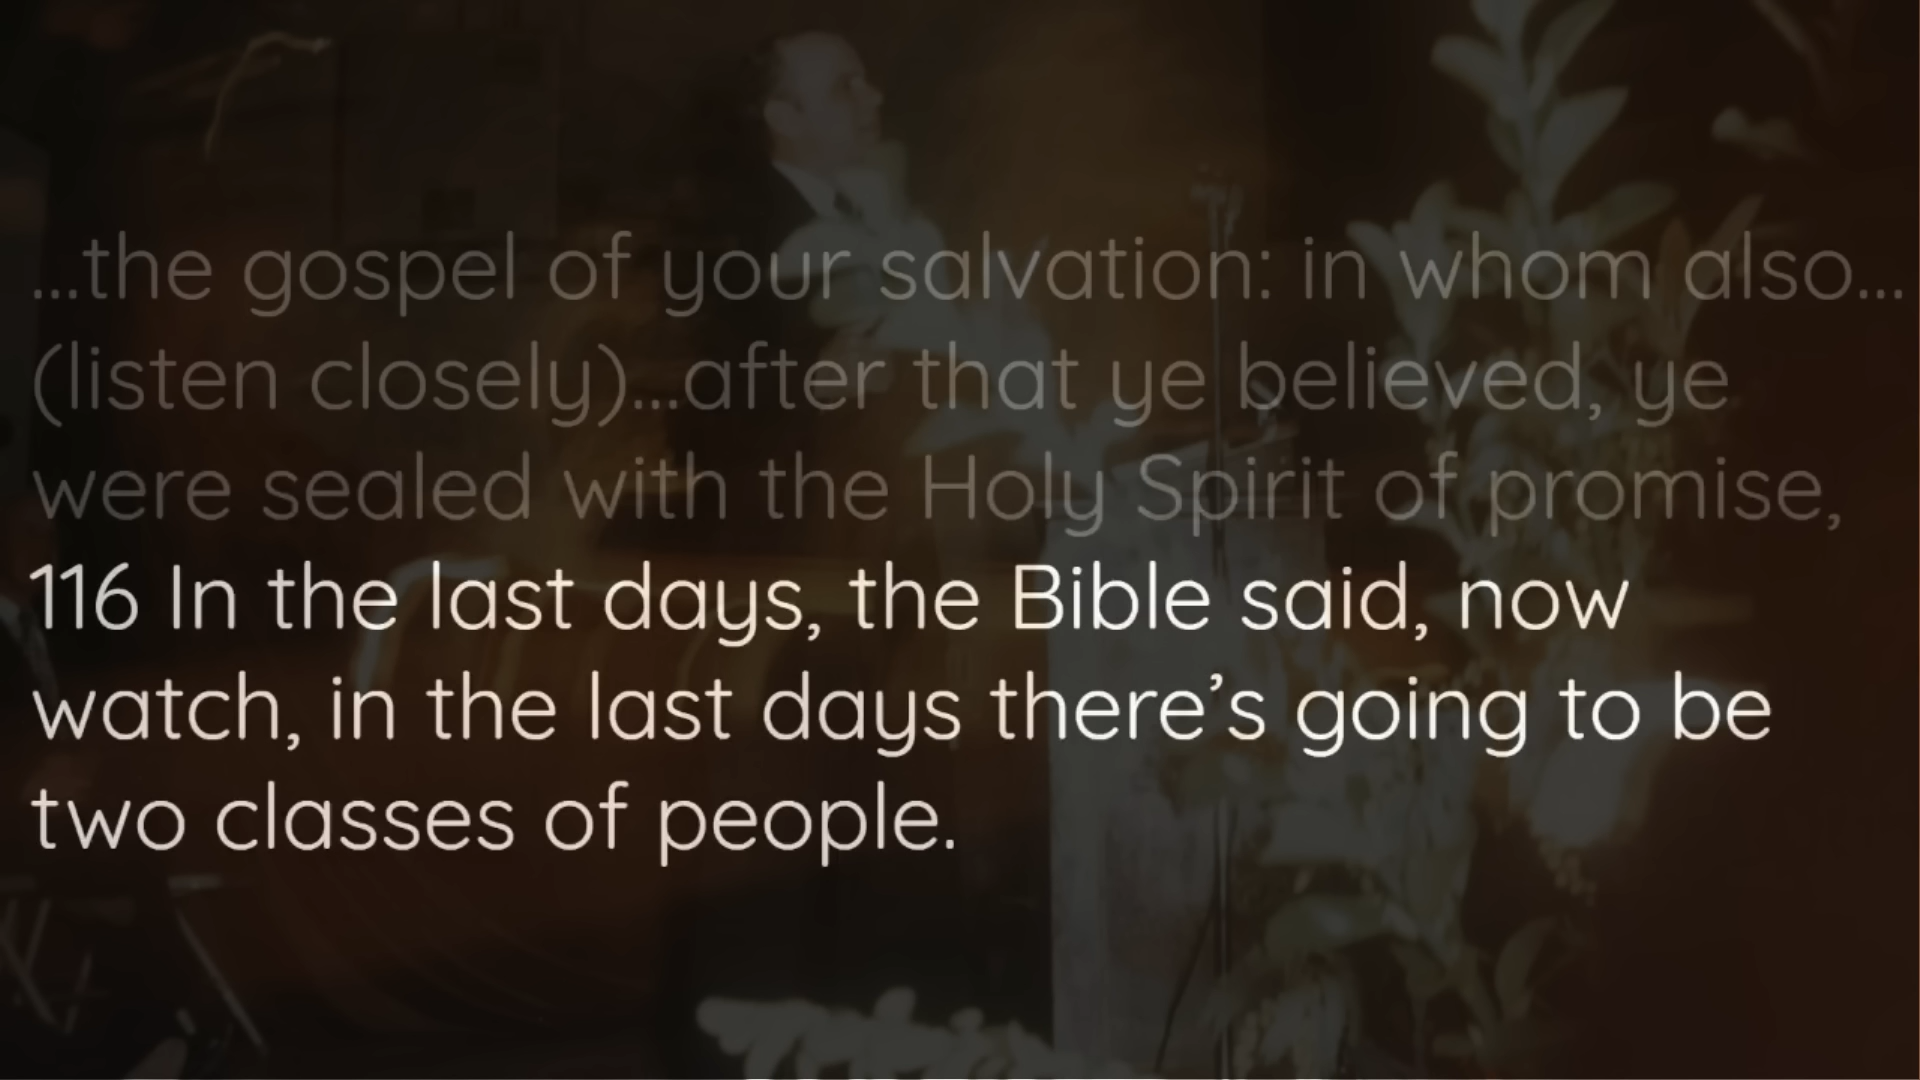 ...the gospel of your salvation: in whom also...
(listen closely)...after that ye believed, ye
were sealed with the Holy Spirit of promise,
116 In the last days, the Bible said, now
watch, in the last days there’s going to be
two classes of people.